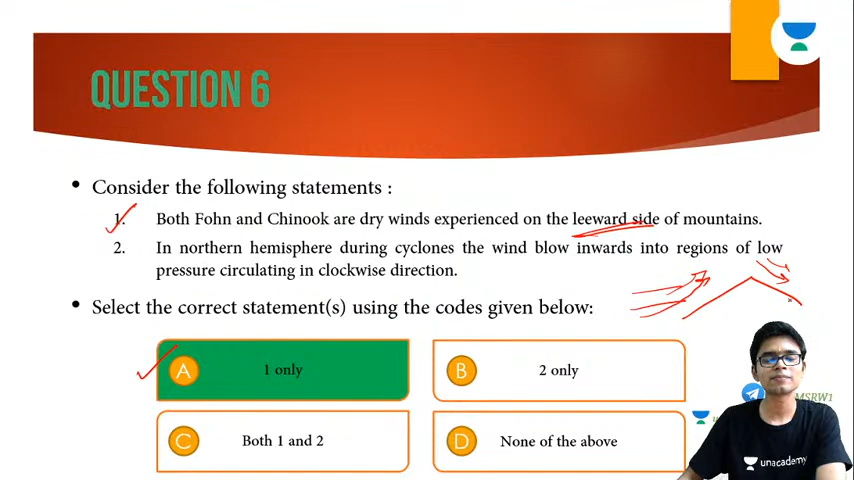 QUESTION 6
Consider the following statements :
1. Both Fohn and Chinook are dry winds experienced on the leeward side of mountains.
2. In northern hemisphere during cyclones the wind blow inwards into regions of low
pressure circulating in clockwise direction.
Select the correct statement(s) using the codes given below:
A 1 only
B 2 only
C Both 1 and 2
D None of the above
MSRW1
unacademy